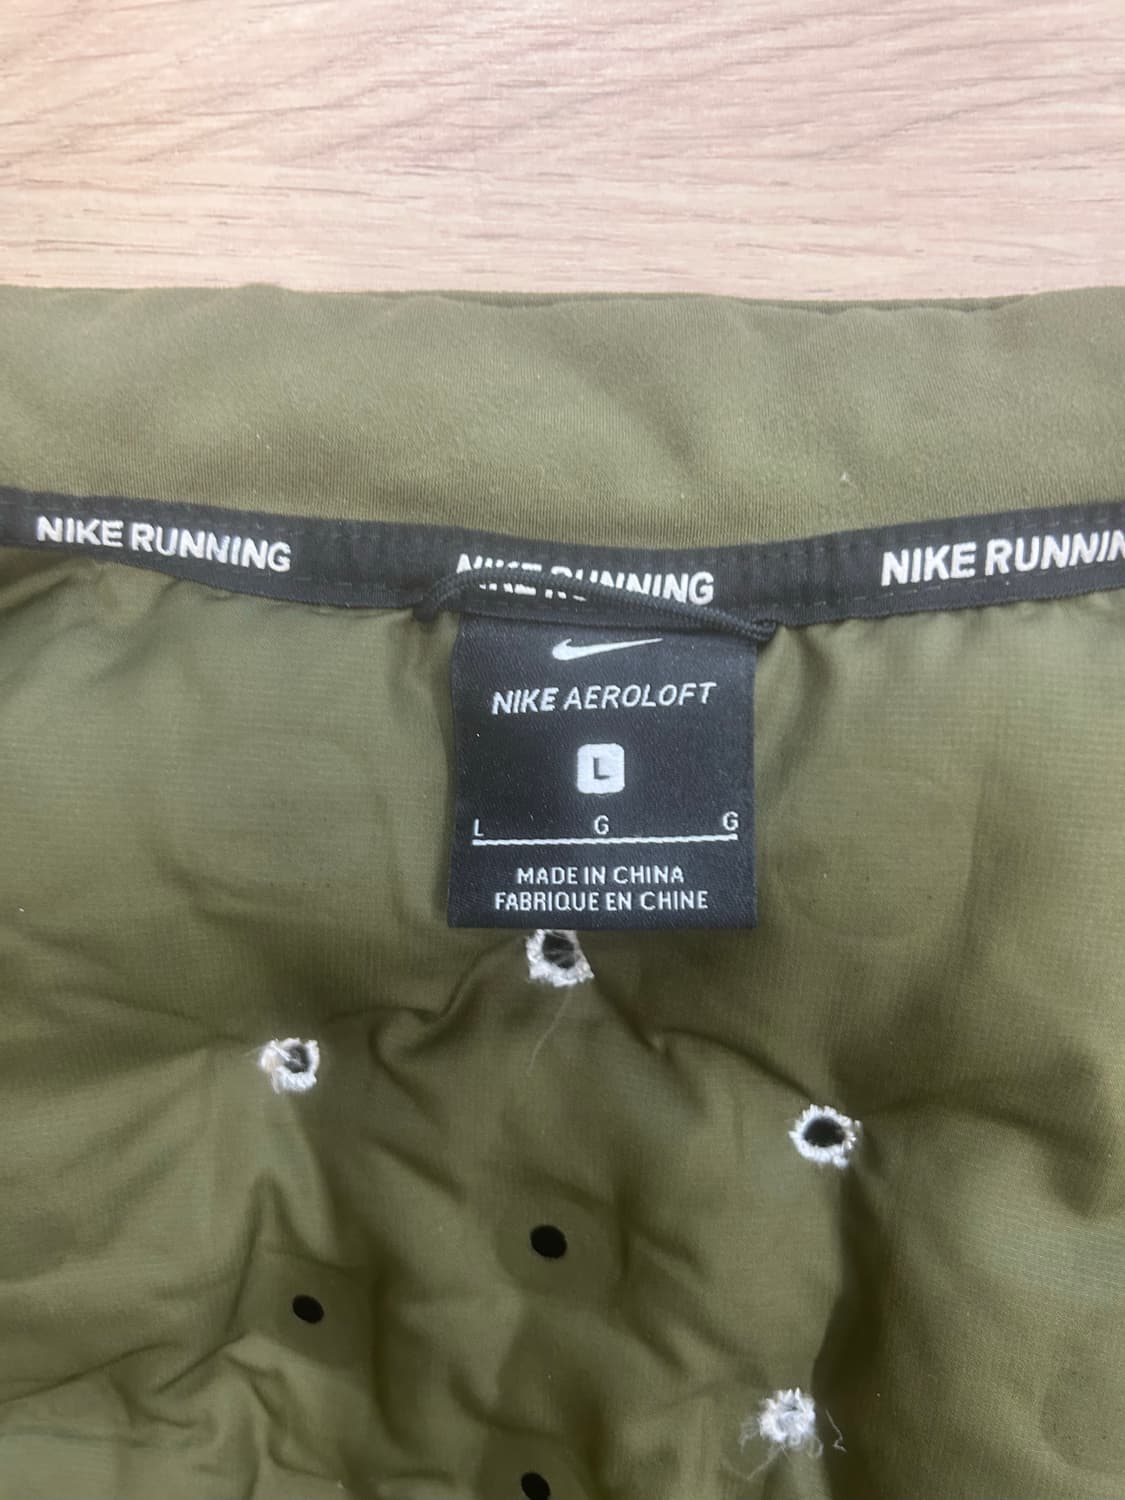 NIKE RUNNING NIKE RUNNING NIKE RUNNIN
NIKE AEROLOFT
L
L G G
MADE IN CHINA
FABRIQUE EN CHINE